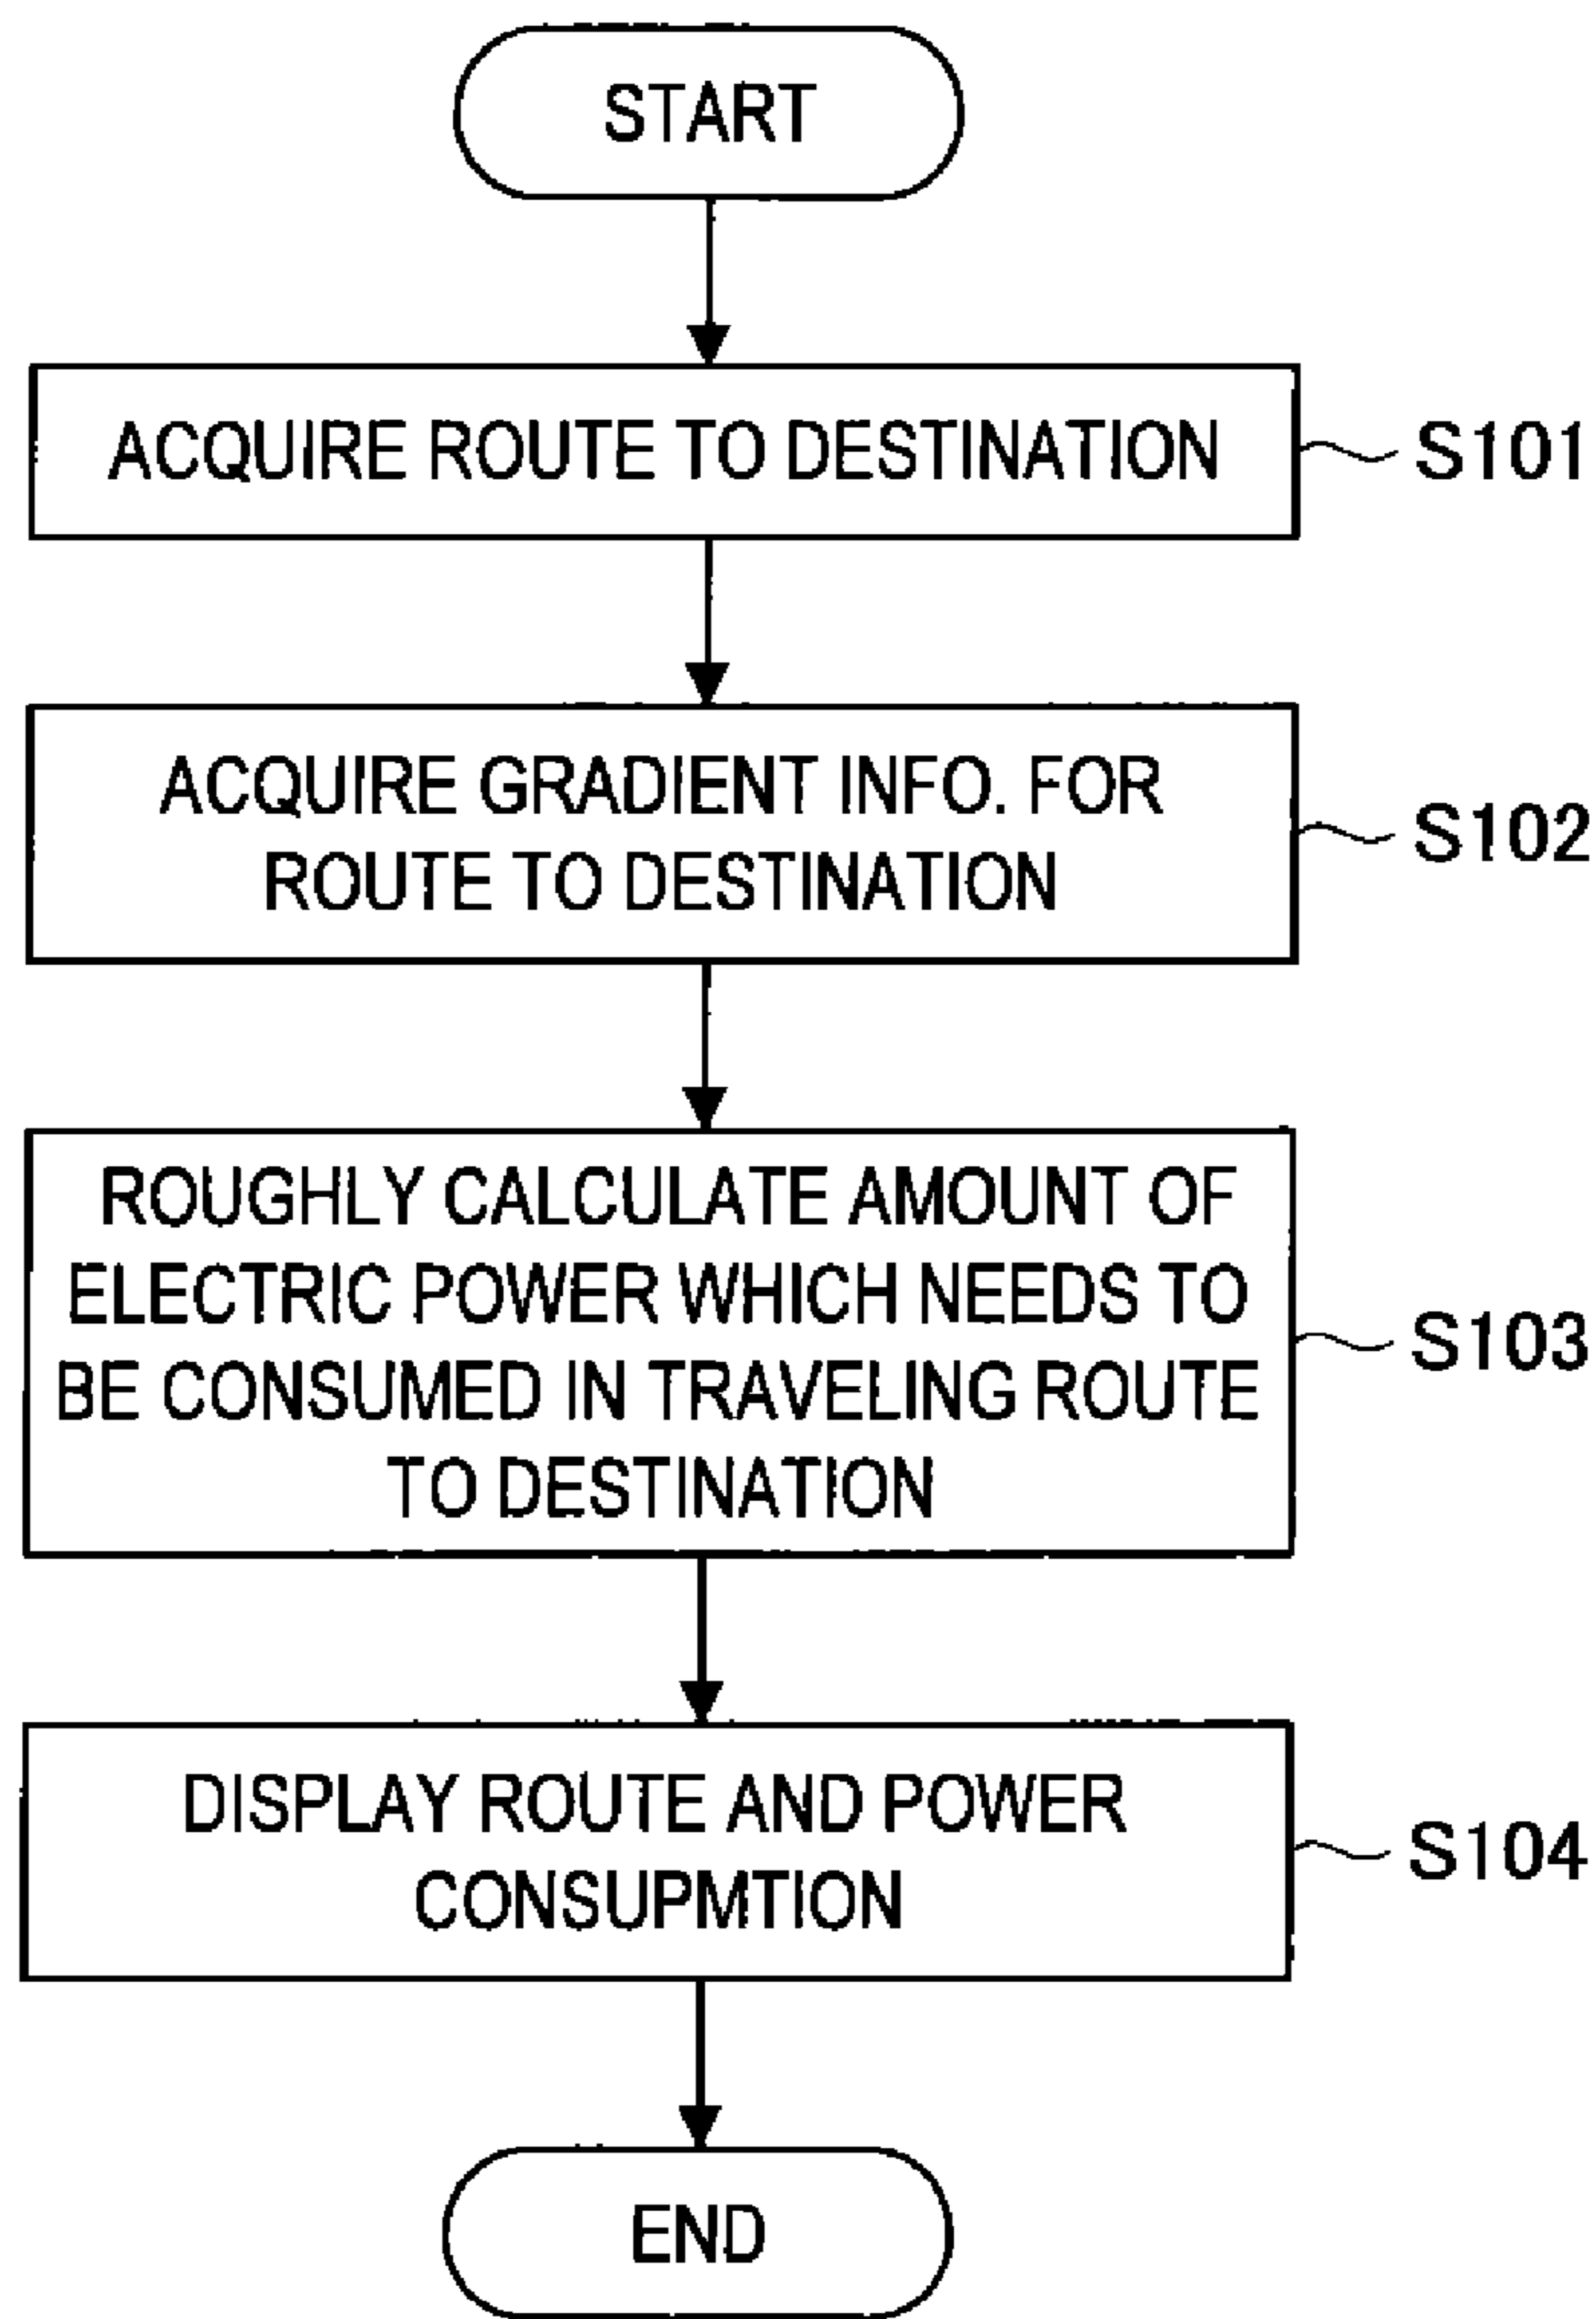 START
ACQUIRE ROUTE TO DESTINATION
S101
ACQUIRE GRADIENT INFO. FOR
ROUTE TO DESTINATION
S102
ROUGHLY CALCULATE AMOUNT OF
ELECTRIC POWER WHICH NEEDS TO
BE CONSUMED IN TRAVELING ROUTE
TO DESTINATION
S103
DISPLAY ROUTE AND POWER
CONSUPMTION
S104
END